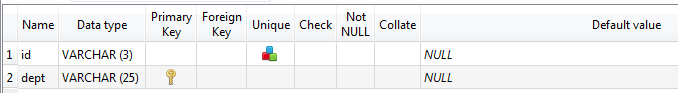 Name Data type Primary Key Foreign Key Unique Check Not NULL Collate Default value
1 id VARCHAR (3) NULL
2 dept VARCHAR (25) NULL